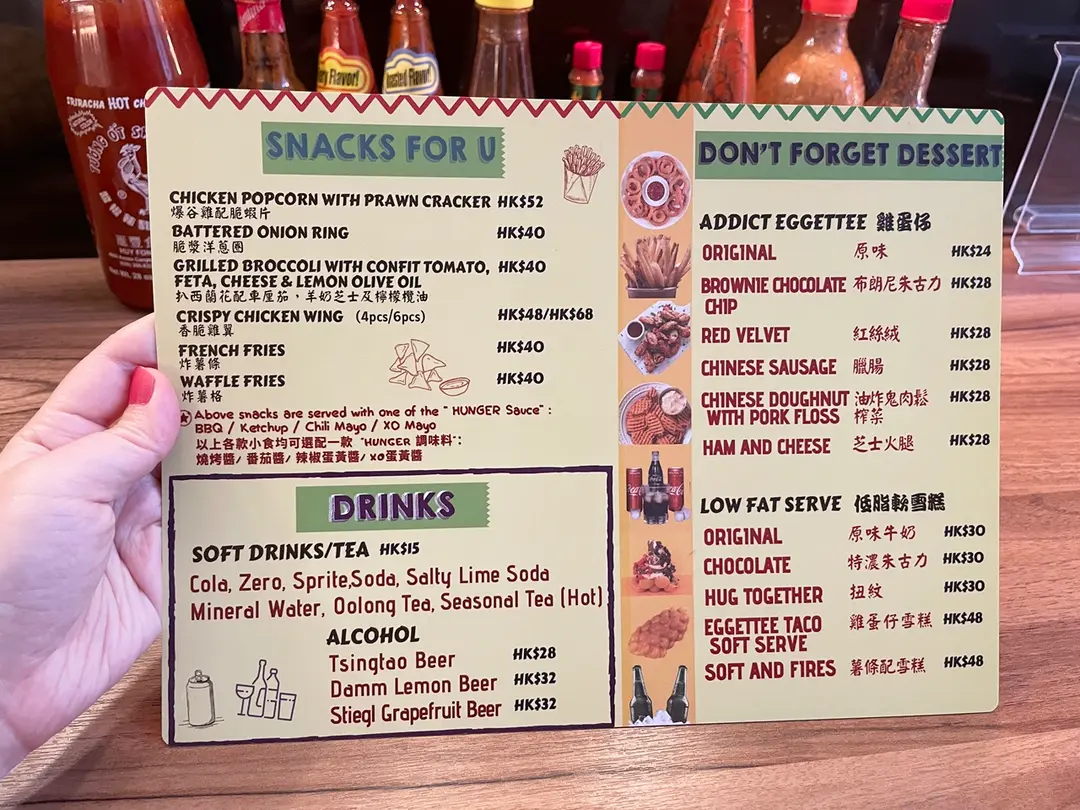 SRIRACHA HOT CH
TƯƠNG ỚT
HUY FONG
SNACKS FOR U
CHICKEN POPCORN WITH PRAWN CRACKER HK$52
爆谷雞配脆蝦片
BATTERED ONION RING HK$40
脆漿洋蔥圈
GRILLED BROCCOLI WITH CONFIT TOMATO, HK$40
FETA, CHEESE & LEMON OLIVE OIL
扒西蘭花配車厘茄，羊奶芝士及檸檬欖油
CRISPY CHICKEN WING (4pcs/6pcs) HK$48/HK$68
香脆雞翼
FRENCH FRIES HK$40
炸薯條
WAFFLE FRIES HK$40
炸薯格
Above snacks are served with one of the " HUNGER Sauce" :
BBQ / Ketchup / Chili Mayo / XO Mayo
以上各款小食均可選配一款 "HUNGER 調味料":
燒烤醬/ 番茄醬/ 辣椒蛋黃醬/ XO蛋黃醬
DRINKS
SOFT DRINKS/TEA HK$15
Cola, Zero, Sprite,Soda, Salty Lime Soda
Mineral Water, Oolong Tea, Seasonal Tea (Hot)
ALCOHOL
Tsingtao Beer HK$28
Damm Lemon Beer HK$32
Stiegl Grapefruit Beer HK$32
DON'T FORGET DESSERT
ADDICT EGGETTEE 雞蛋仔
ORIGINAL 原味 HK$24
BROWNIE CHOCOLATE 布朗尼朱古力 HK$28
CHIP
RED VELVET 紅絲絨 HK$28
CHINESE SAUSAGE 臘腸 HK$28
CHINESE DOUGHNUT 油炸鬼肉鬆 HK$28
WITH PORK FLOSS 榨菜
HAM AND CHEESE 芝士火腿 HK$28
LOW FAT SERVE 低脂軟雪糕
ORIGINAL 原味牛奶 HK$30
CHOCOLATE 特濃朱古力 HK$30
HUG TOGETHER 扭紋 HK$30
EGGETTEE TACO 雞蛋仔雪糕 HK$48
SOFT SERVE
SOFT AND FIRES 薯條配雪糕 HK$48